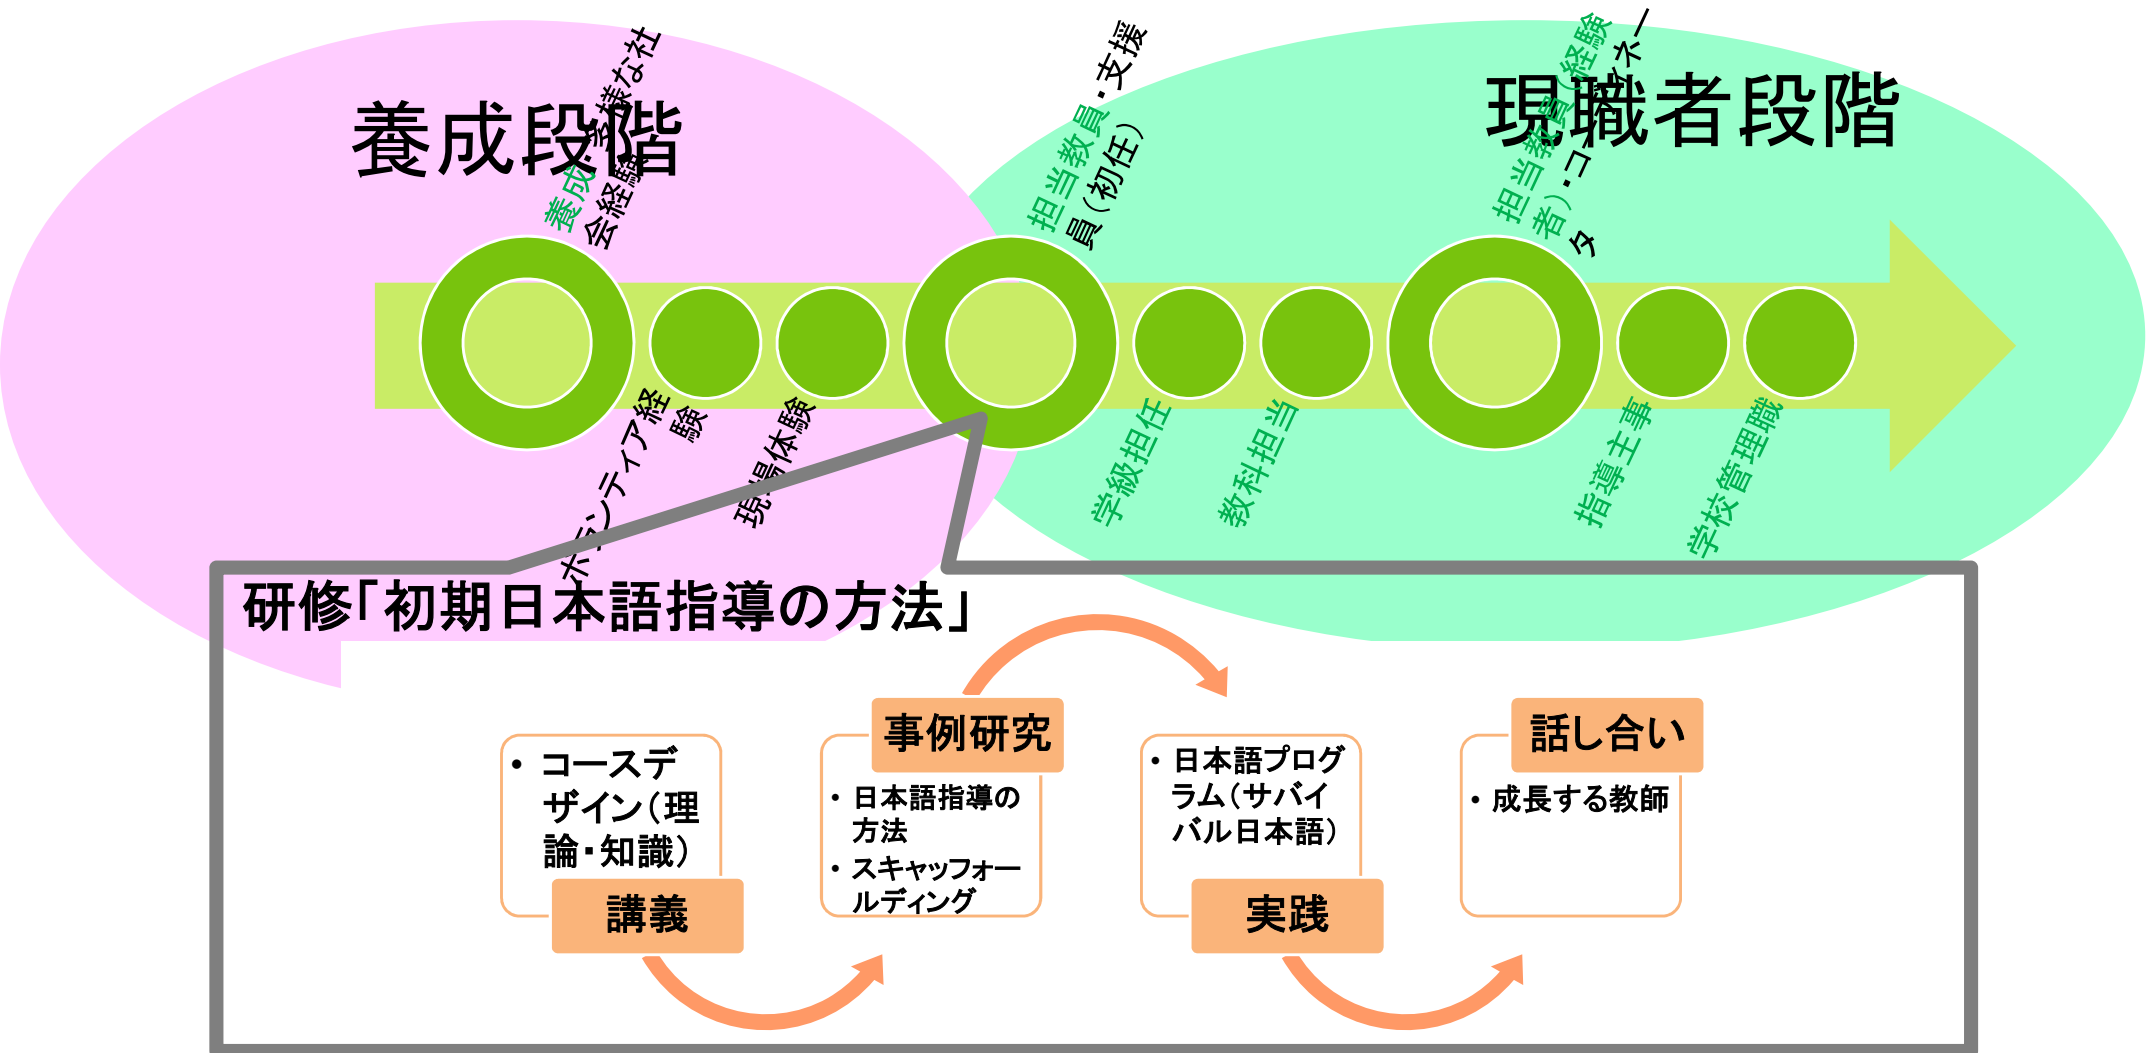 養成段階
現職者段階
養成・多様な社
会経験
担当教員・支援
員（初任）
担当教員（経験
者）・コーディネー
タ
ボランティア経
験
現場体験
学級担任
教科担当
指導主事
学校管理職
研修「初期日本語指導の方法」
• コースデ
ザイン（理
論・知識）
講義
事例研究
• 日本語指導の
方法
• スキャッフォー
ルディング
• 日本語プログ
ラム（サバイ
バル日本語）
実践
話し合い
• 成長する教師